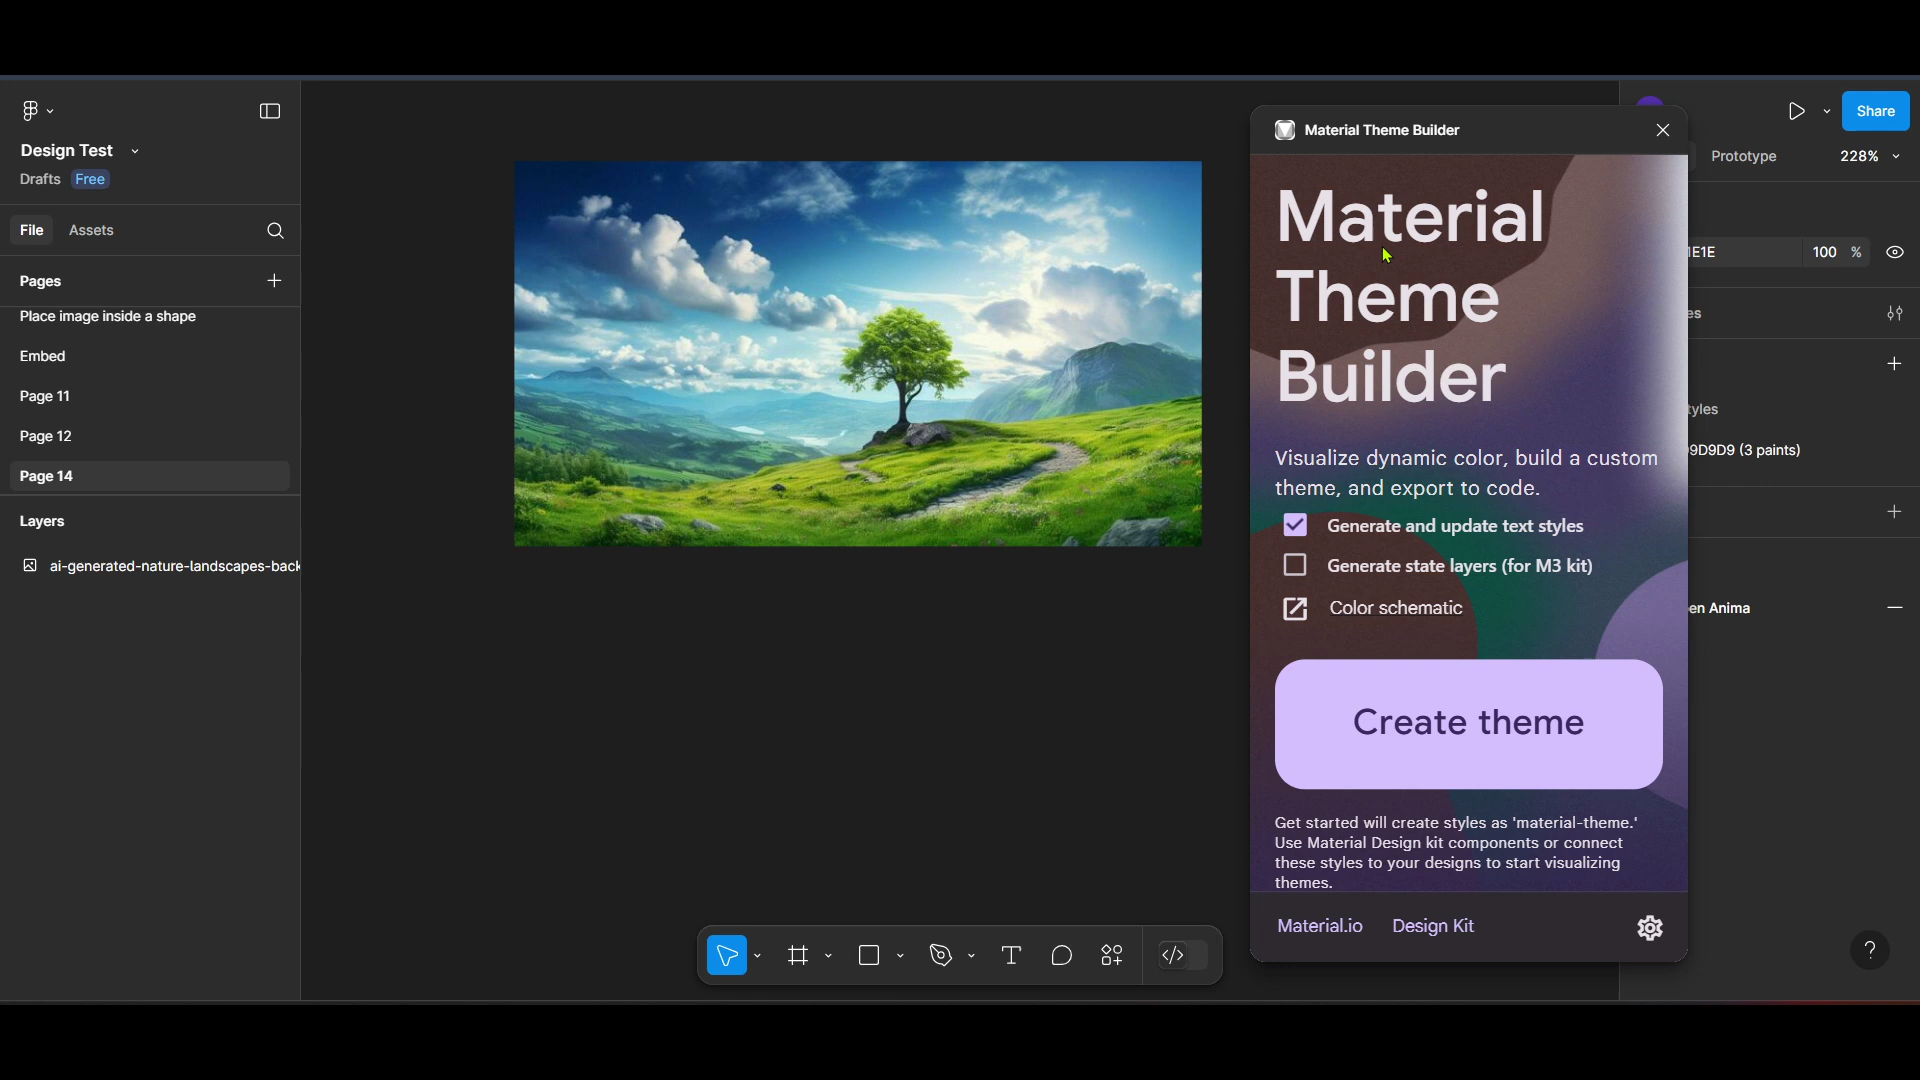 Design Test
Drafts Free
File Assets
Pages
Place image inside a shape
Embed
Page 11
Page 12
Page 14
Layers
ai-generated-nature-landscapes-back
Material Theme Builder
Material
Theme
Builder
Visualize dynamic color, build a custom
theme, and export to code.
Generate and update text styles
Generate state layers (for M3 kit)
Color schematic
Create theme
Get started will create styles as 'material-theme.'
Use Material Design kit components or connect
these styles to your designs to start visualizing
themes.
Material.io Design Kit
Share
Prototype 228%
1E1E 100 %
es
tyles
9D9D9 (3 paints)
en Anima
?